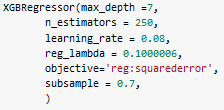 XGBRegressor(max_depth =7,
n_estimators = 250,
learning_rate = 0.08,
reg_lambda = 0.1000006,
objective='reg:squarederror',
subsample = 0.7,
)